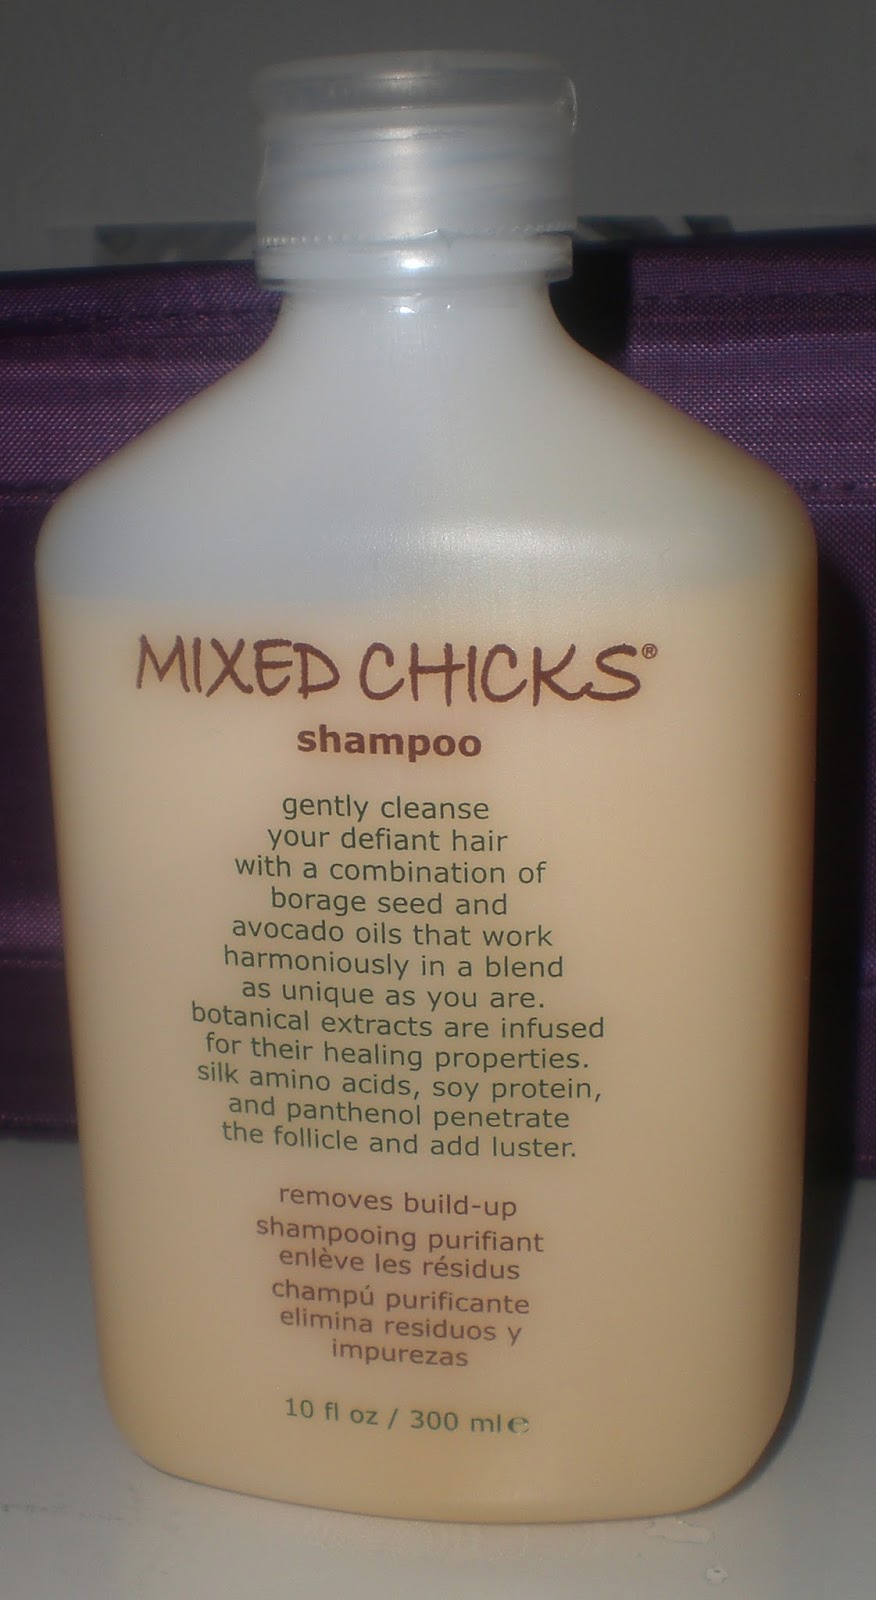 MIXED CHICKS®
shampoo
gently cleanse
your defiant hair
with a combination of
borage seed and
avocado oils that work
harmoniously in a blend
as unique as you are.
botanical extracts are infused
for their healing properties.
silk amino acids, soy protein,
and panthenol penetrate
the follicle and add luster.
removes build-up
shampooing purifiant
enlève les résidus
champú purificante
elimina residuos y
impurezas
10 fl oz / 300 ml ℮